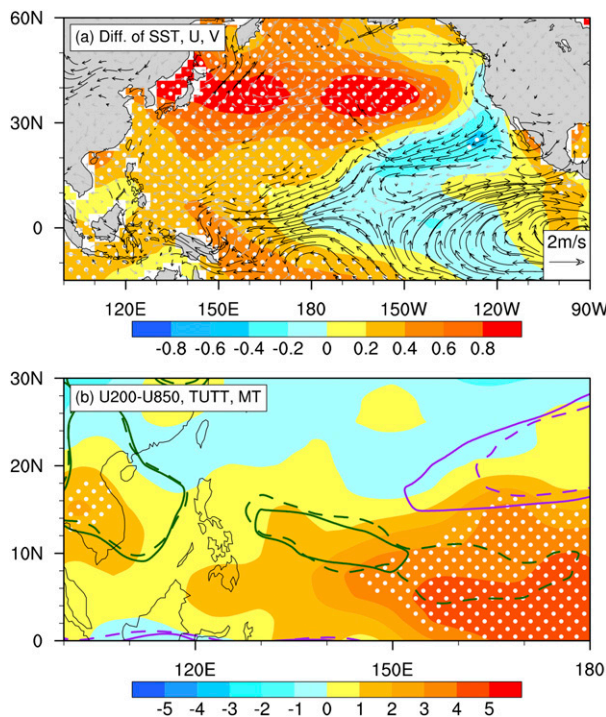 60N
(a) Diff. of SST, U, V
30N
0
2m/s
120E 150E 180 150W 120W 90W
-0.8 -0.6 -0.4 -0.2 0 0.2 0.4 0.6 0.8
30N
(b) U200-U850, TUTT, MT
20N
10N
0
120E 150E 180
-5 -4 -3 -2 -1 0 1 2 3 4 5